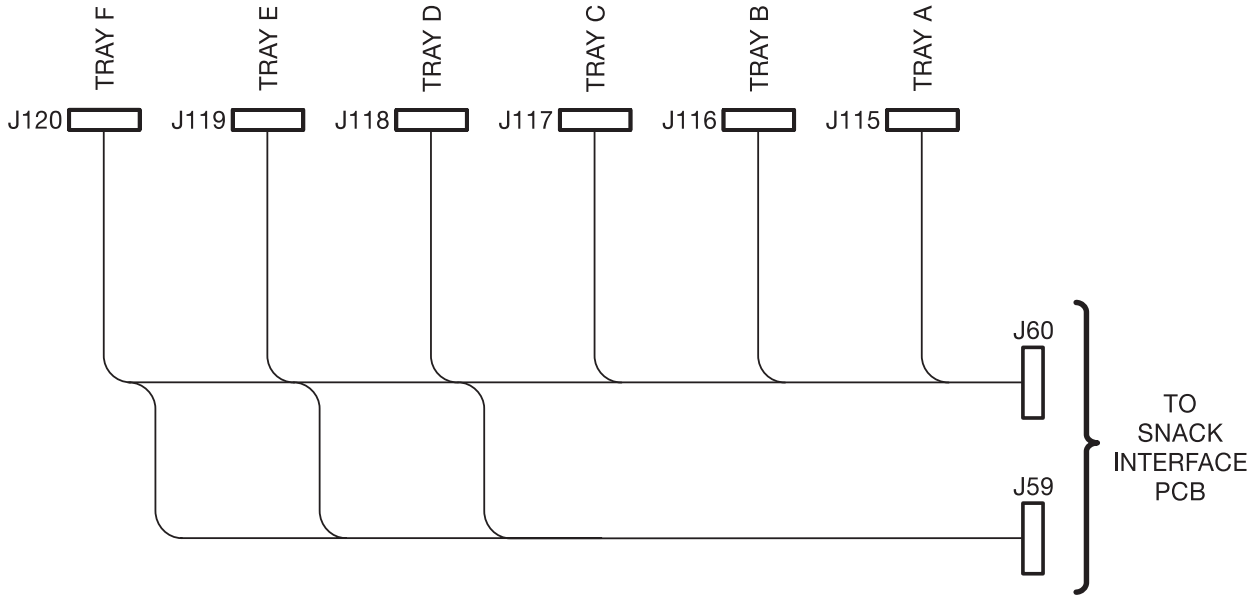 TRAY F
TRAY E
TRAY D
TRAY C
TRAY B
TRAY A
J120
J119
J118
J117
J116
J115
J60
J59
TO
SNACK
INTERFACE
PCB